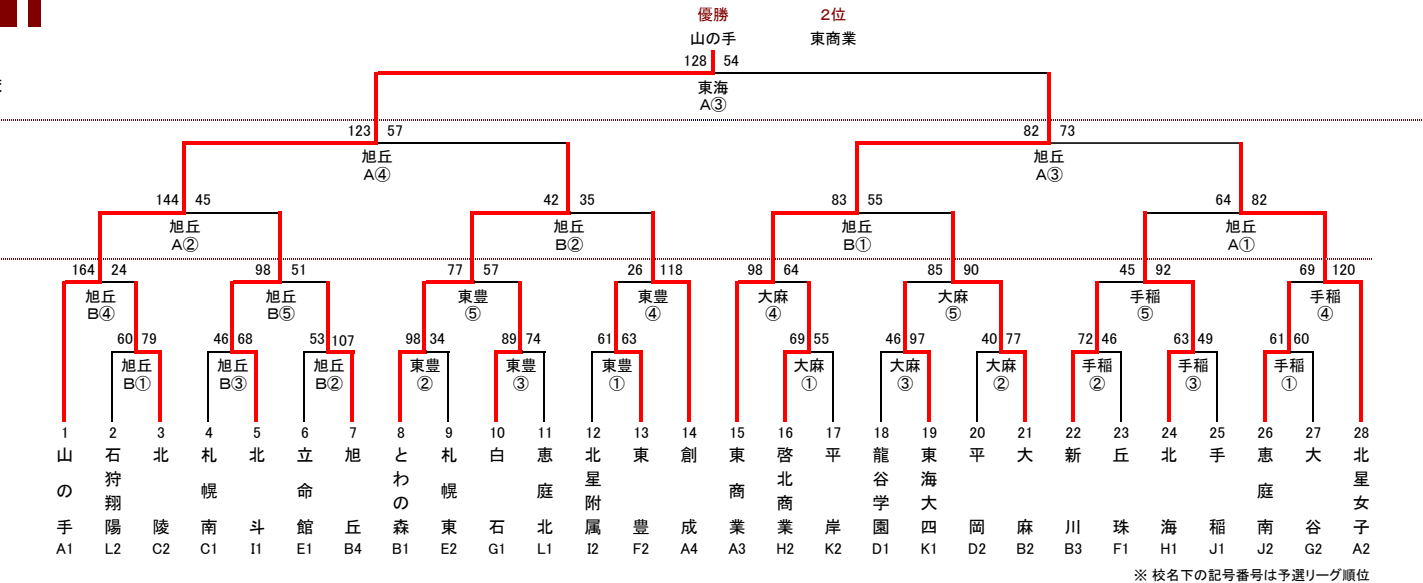 優勝 2位
山の手 東商業
128 54
東海
A③
123 57 82 73
旭丘 旭丘
A④ A③
144 45 42 35 83 55 64 82
旭丘 旭丘 旭丘 旭丘
A② B② B① A①
164 24 98 51 77 57 26 118 98 64 85 90 45 92 69 120
旭丘 旭丘 東豊 東豊 大麻 大麻 手稲 手稲
B④ B⑤ ⑤ ④ ④ ⑤ ⑤ ④
60 79 46 68 53 107 98 34 89 74 61 63 69 55 46 97 40 77 72 46 63 49 61 60
旭丘 旭丘 旭丘 東豊 東豊 東豊 大麻 大麻 大麻 手稲 手稲 手稲
B① B③ B② ② ③ ① ① ③ ② ② ③ ①
1 2 3 4 5 6 7 8 9 10 11 12 13 14 15 16 17 18 19 20 21 22 23 24 25 26 27 28
山の手 石狩翔陽 北陵 札幌南 北斗 立命館 旭丘 とわの森 札幌東 白石 恵庭北 北星附属 東豊 創成 東商業 啓北商業 平岸 龍谷学園 東海大四 平岡 大麻 新川 丘珠 北海 手稲 恵庭南 大谷 北星女子
A1 L2 C2 C1 I1 E1 B4 B1 E2 G1 L1 I2 F2 A4 A3 H2 K2 D1 K1 D2 B2 B3 F1 H1 J1 J2 G2 A2
※ 校名下の記号番号は予選リーグ順位